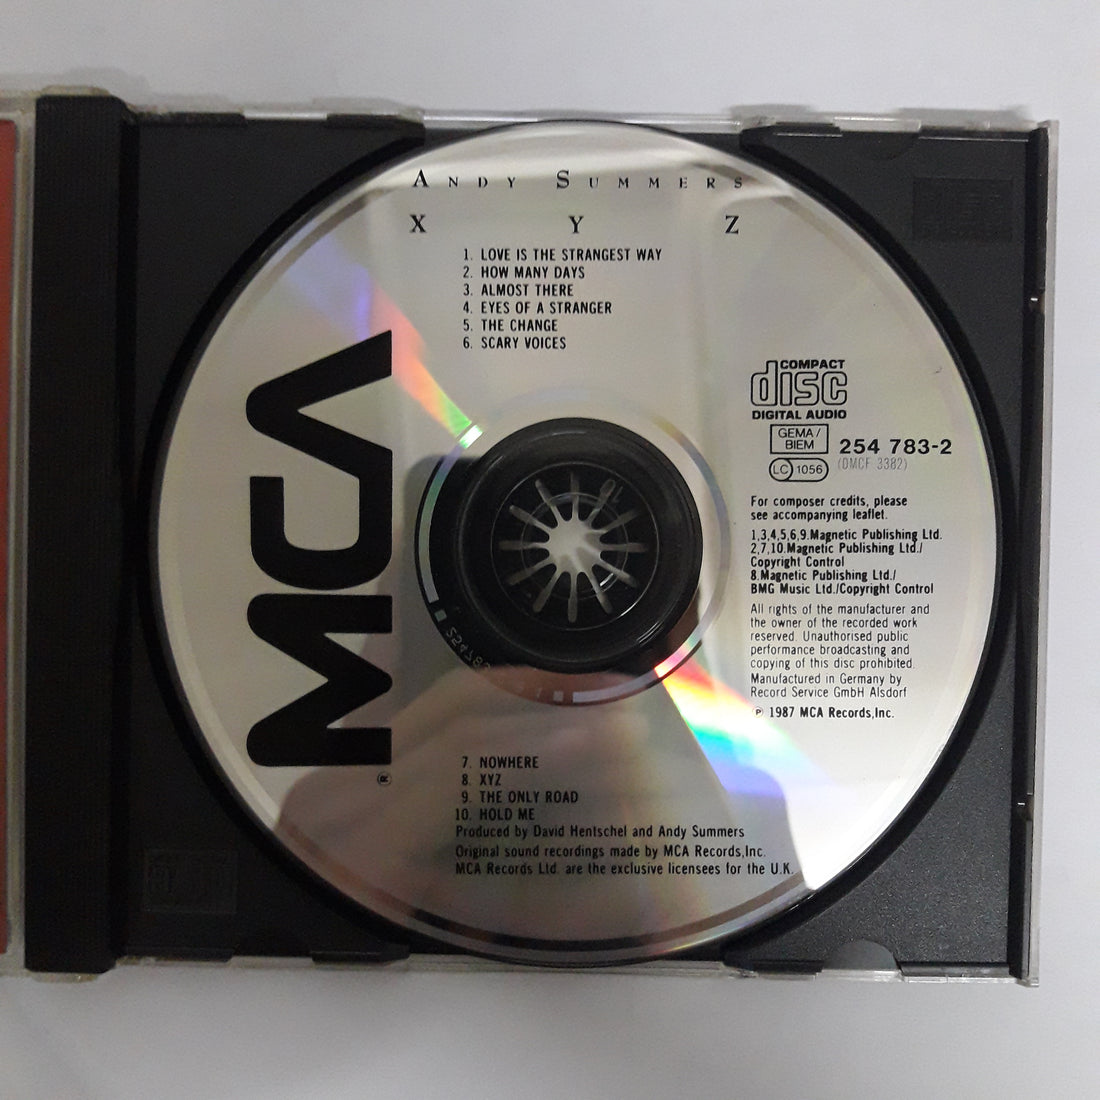 ANDY SUMMERS
X Y Z
1. LOVE IS THE STRANGEST WAY
2. HOW MANY DAYS
3. ALMOST THERE
4. EYES OF A STRANGER
5. THE CHANGE
6. SCARY VOICES
MCA
®
COMPACT
disc
DIGITAL AUDIO
GEMA/
BIEM
254 783-2
LC 1056
(DMCF 3382)
For composer credits, please
see accompanying leaflet.
1,3,4,5,6,9.Magnetic Publishing Ltd.
2,7,10.Magnetic Publishing Ltd./
Copyright Control
8.Magnetic Publishing Ltd./
BMG Music Ltd./Copyright Control
All rights of the manufacturer and
the owner of the recorded work
reserved. Unauthorised public
performance broadcasting and
copying of this disc prohibited.
Manufactured in Germany by
Record Service GmbH Alsdorf
℗ 1987 MCA Records,Inc.
7. NOWHERE
8. XYZ
9. THE ONLY ROAD
10. HOLD ME
Produced by David Hentschel and Andy Summers
Original sound recordings made by MCA Records,Inc.
MCA Records Ltd. are the exclusive licensees for the U.K.